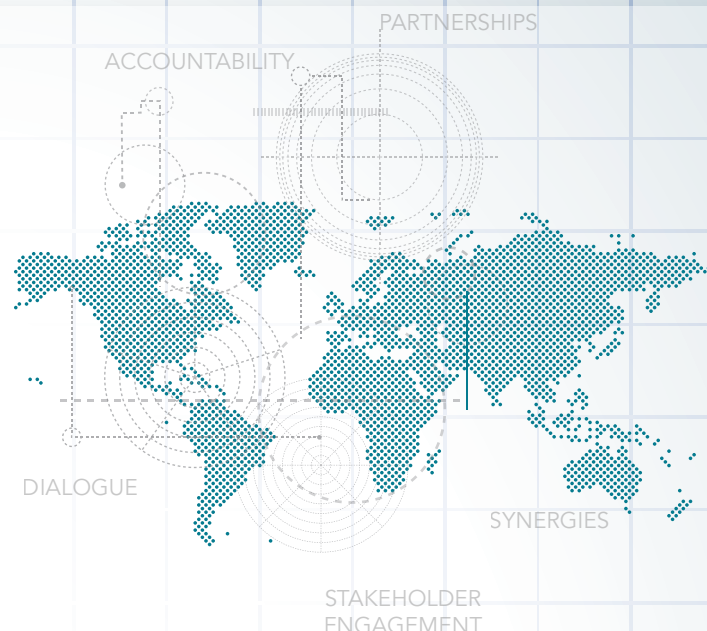 PARTNERSHIPS
ACCOUNTABILITY
DIALOGUE
SYNERGIES
STAKEHOLDER
ENGAGEMENT